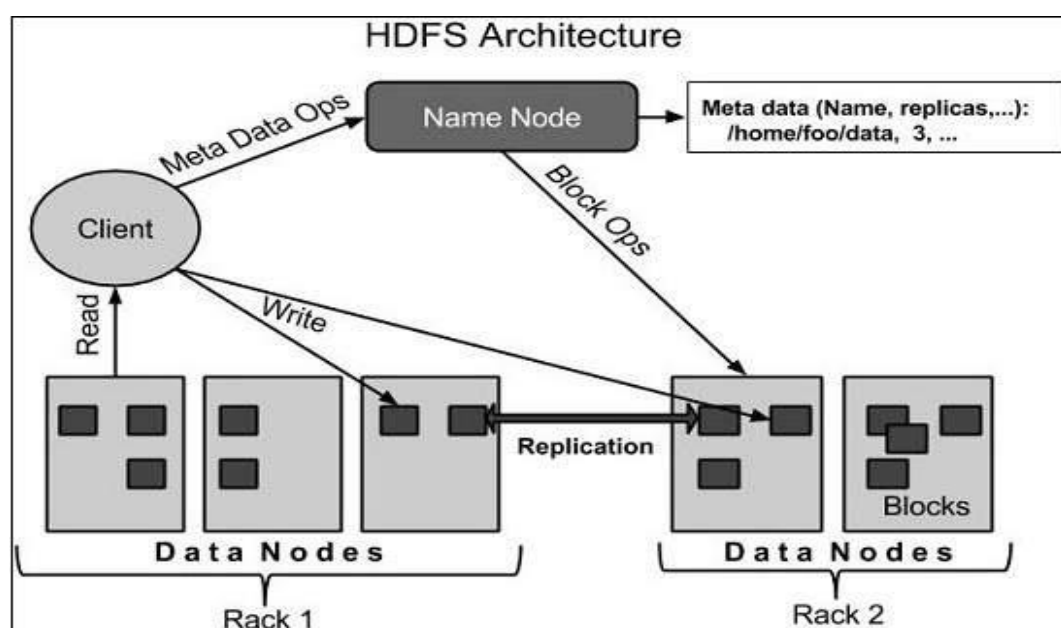 HDFS Architecture
Meta Data Ops
Name Node
Meta data (Name, replicas,...):
/home/foo/data, 3, ...
Block Ops
Client
Read
Write
Replication
Blocks
Data Nodes
Data Nodes
Rack 1
Rack 2